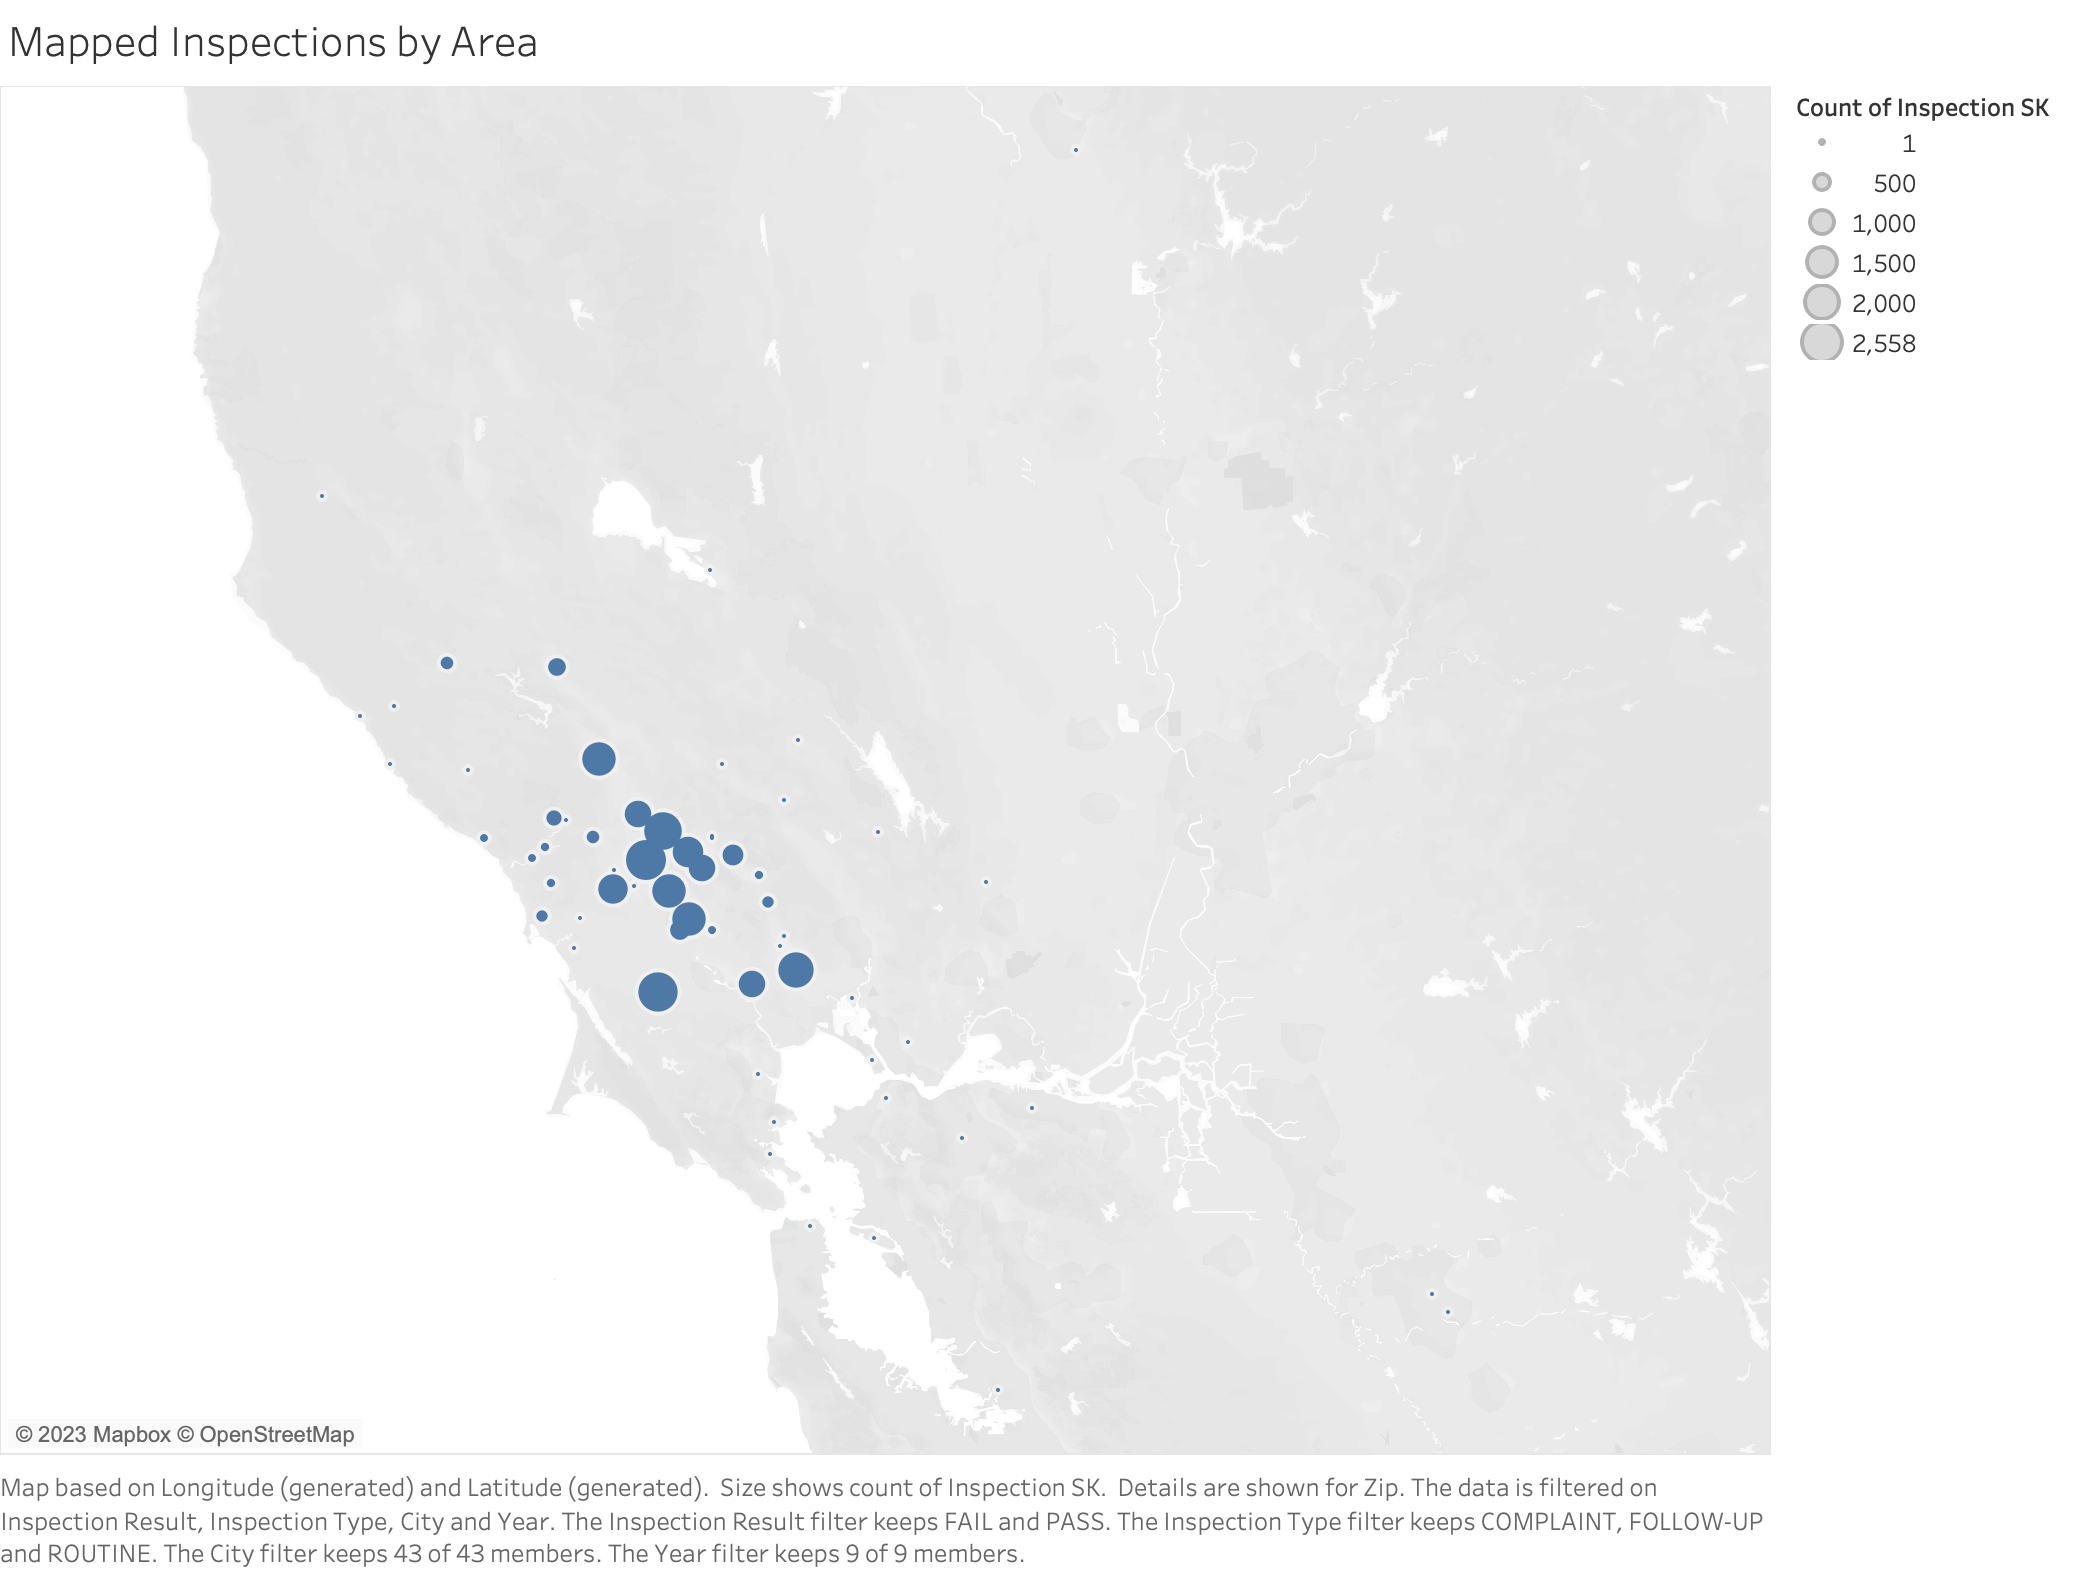 Mapped Inspections by Area
Count of Inspection SK
1
500
1,000
1,500
2,000
2,558
© 2023 Mapbox © OpenStreetMap
Map based on Longitude (generated) and Latitude (generated).  Size shows count of Inspection SK.  Details are shown for Zip. The data is filtered on
Inspection Result, Inspection Type, City and Year. The Inspection Result filter keeps FAIL and PASS. The Inspection Type filter keeps COMPLAINT, FOLLOW-UP
and ROUTINE. The City filter keeps 43 of 43 members. The Year filter keeps 9 of 9 members.